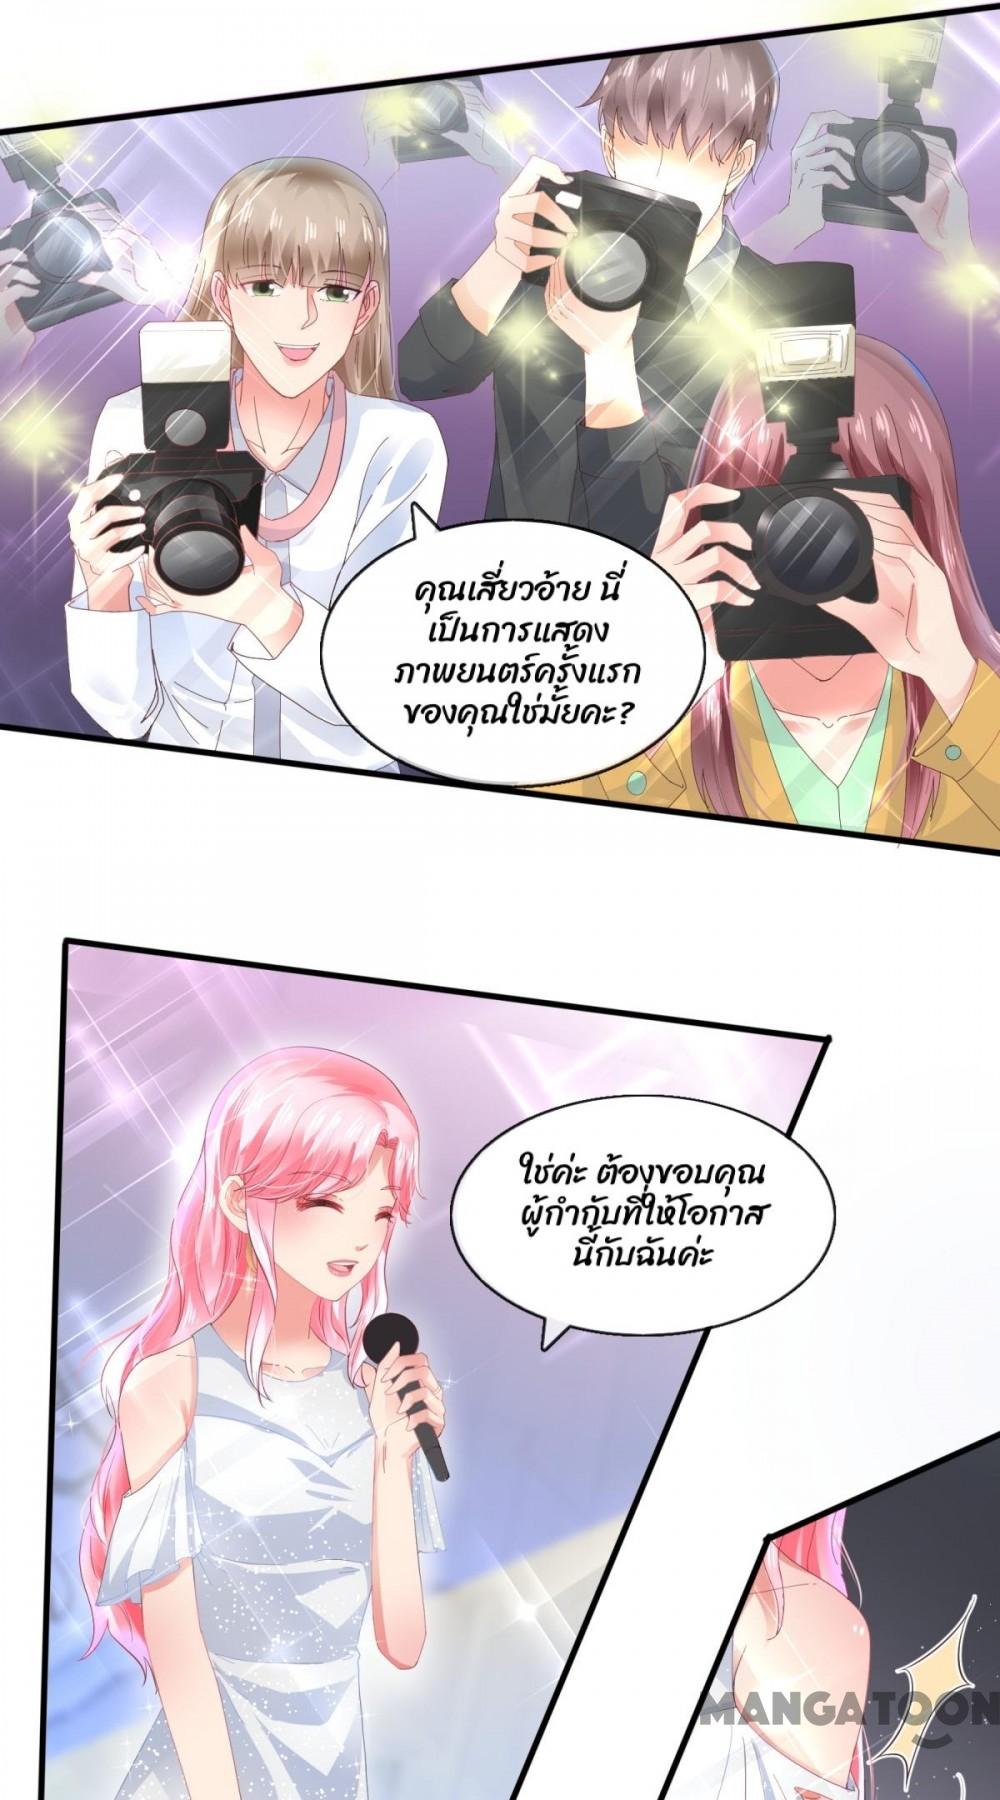 คุณเสี่ยวอ้าย นี่
เป็นการแสดง
ภาพยนตร์ครั้งแรก
ของคุณใช่มั้ยคะ?
ใช่ค่ะ ต้องขอบคุณ
ผู้กำกับที่ให้โอกาส
นี้กับฉันค่ะ
MANGATOON